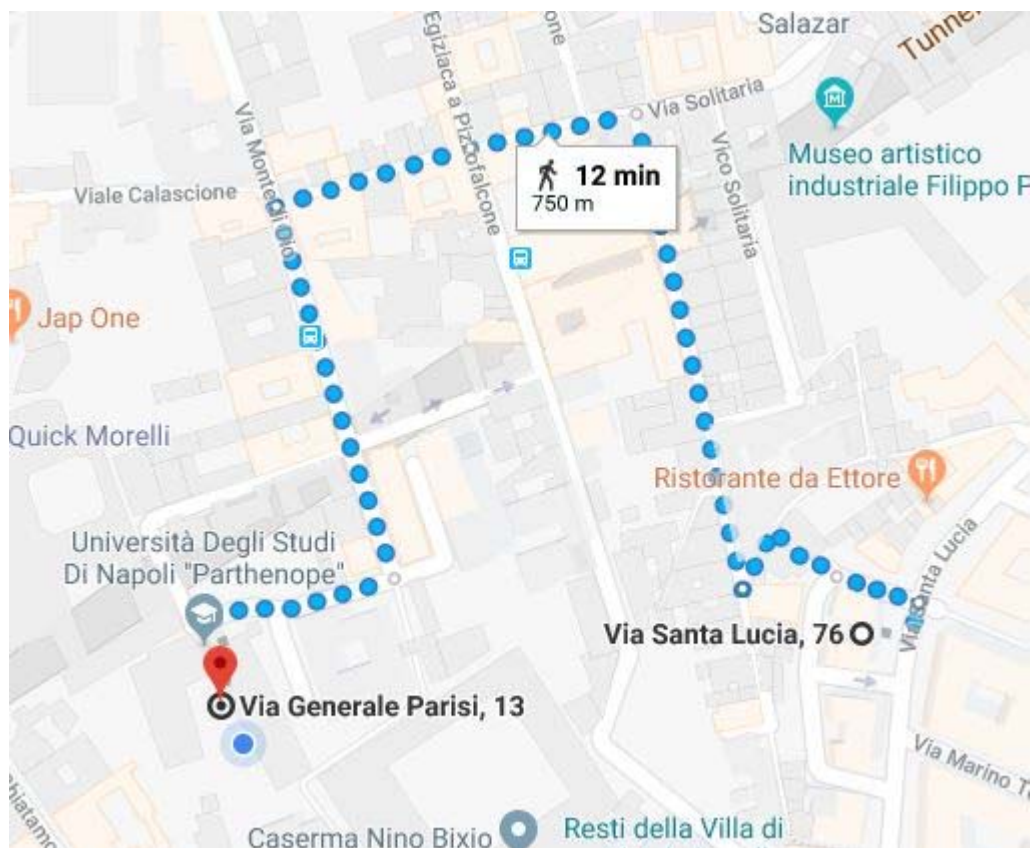 Salazar
Tunnel
Via Solitaria
Egiziaca a Pizzofalcone
Via Monte di Dio
Vico Solitaria
Museo artistico
industriale Filippo P
12 min
750 m
Viale Calascione
Jap One
Quick Morelli
Ristorante da Ettore
Università Degli Studi
Di Napoli "Parthenope"
Via Santa Lucia
Via Santa Lucia, 76
Via Generale Parisi, 13
Via Marino T
hiatamo
Caserma Nino Bixio
Resti della Villa di